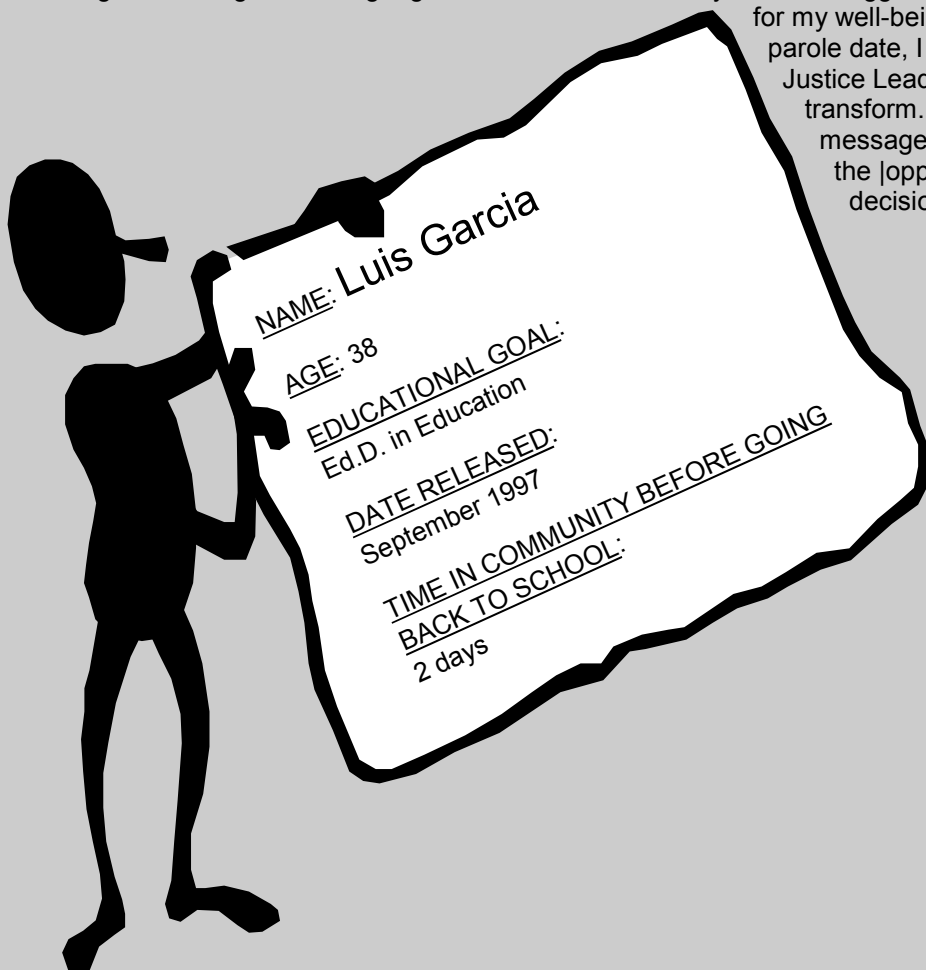 for my well-bei
parole date, I
Justice Lead
transform.
message
the |opp
decisio
NAME: Luis Garcia
AGE: 38
EDUCATIONAL GOAL:
Ed.D. in Education
DATE RELEASED:
September 1997
TIME IN COMMUNITY BEFORE GOING
BACK TO SCHOOL:
2 days